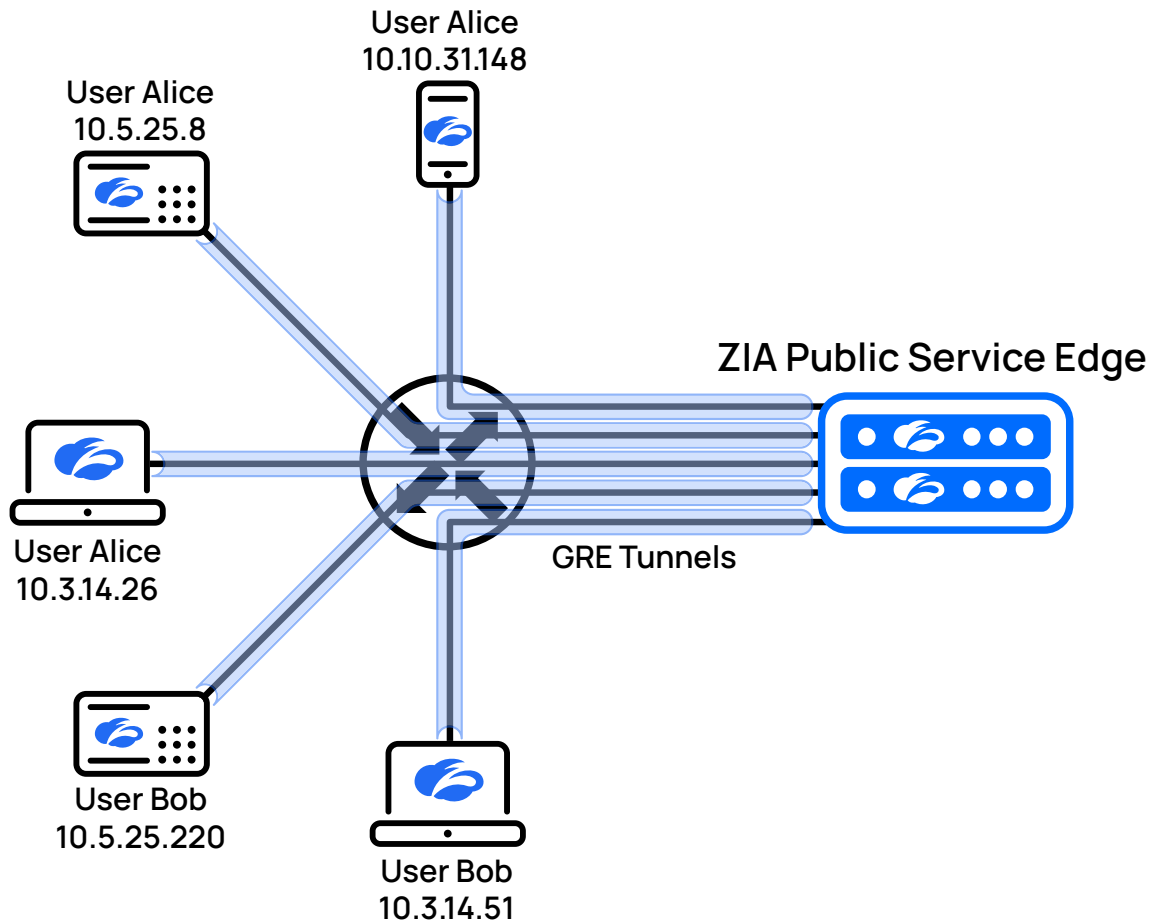 User Alice
10.10.31.148
User Alice
10.5.25.8
ZIA Public Service Edge
GRE Tunnels
User Alice
10.3.14.26
User Bob
10.5.25.220
User Bob
10.3.14.51